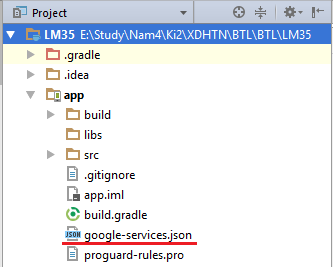 Project
LM35 E:\Study\Nam4\Ki2\XDHTN\BTL\BTL\LM35
.gradle
.idea
app
build
libs
src
.gitignore
app.iml
build.gradle
JSON google-services.json
proguard-rules.pro